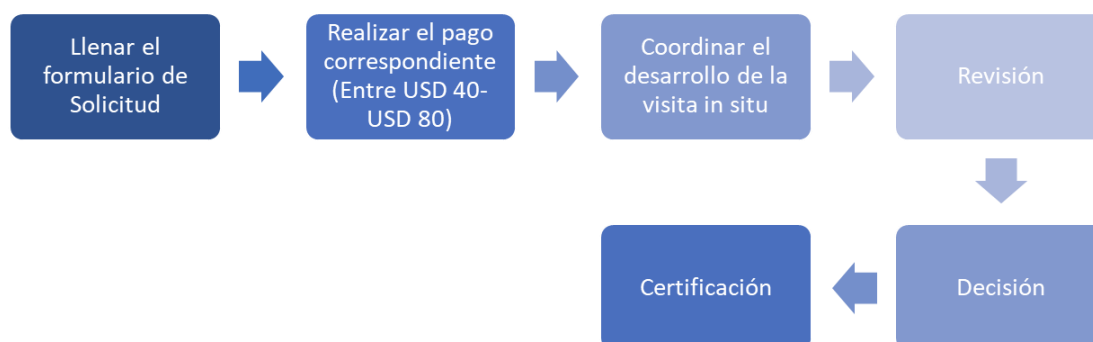 Llenar el
formulario de
Solicitud
Realizar el pago
correspondiente
(Entre USD 40-
USD 80)
Coordinar el
desarrollo de la
visita in situ
Revisión
Decisión
Certificación